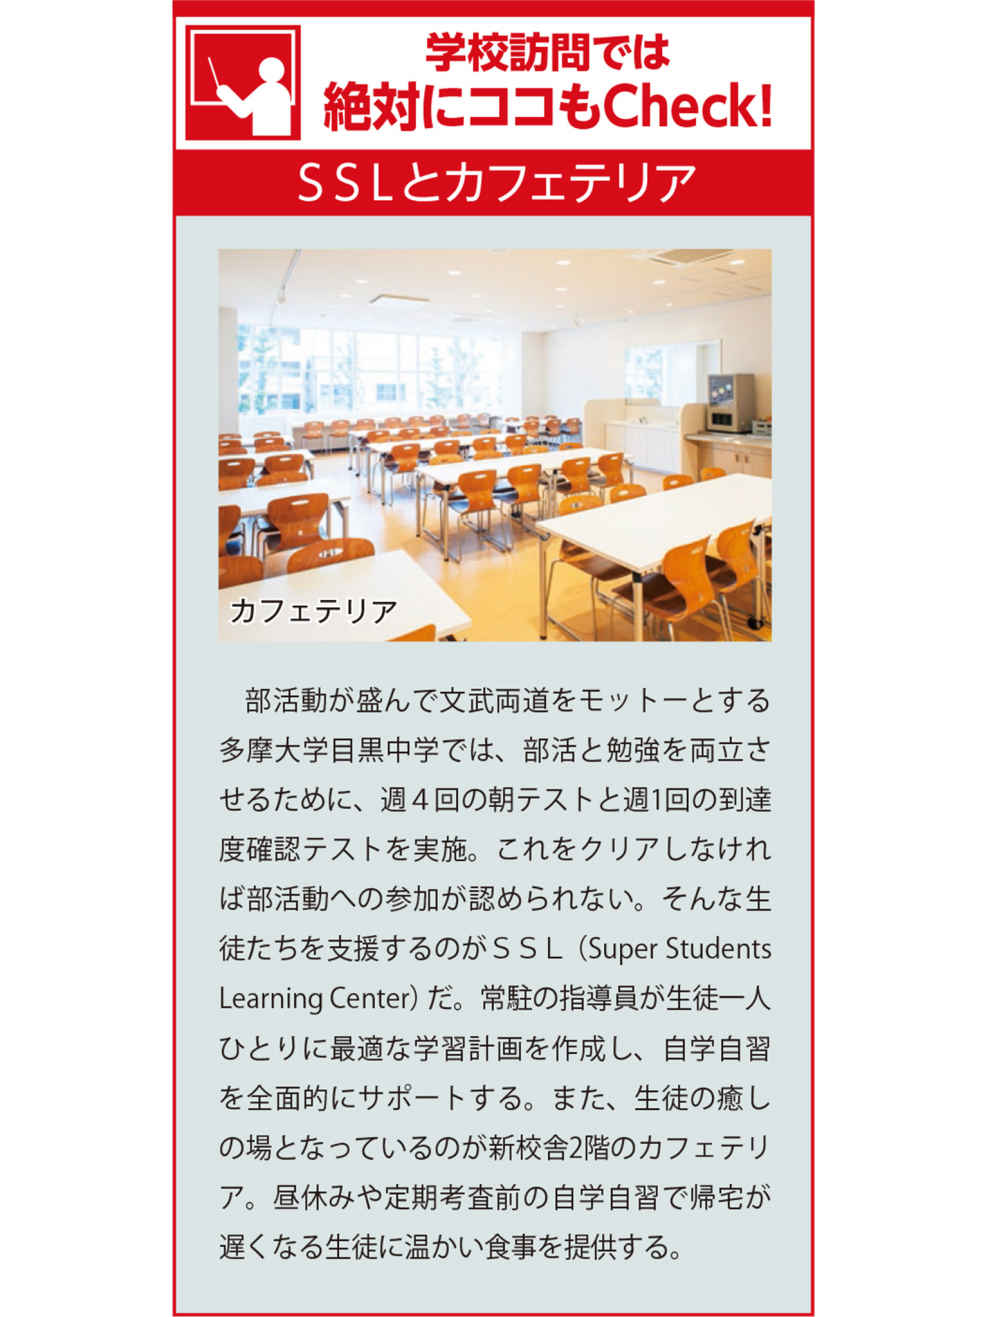 学校訪問では
絶対にココもCheck!
ＳＳＬとカフェテリア
カフェテリア
　部活動が盛んで文武両道をモットーとする
多摩大学目黒中学では、部活と勉強を両立さ
せるために、週４回の朝テストと週1回の到達
度確認テストを実施。これをクリアしなけれ
ば部活動への参加が認められない。そんな生
徒たちを支援するのがＳＳＬ（Super Students
Learning Center）だ。常駐の指導員が生徒一人
ひとりに最適な学習計画を作成し、自学自習
を全面的にサポートする。また、生徒の癒し
の場となっているのが新校舎2階のカフェテリ
ア。昼休みや定期考査前の自学自習で帰宅が
遅くなる生徒に温かい食事を提供する。